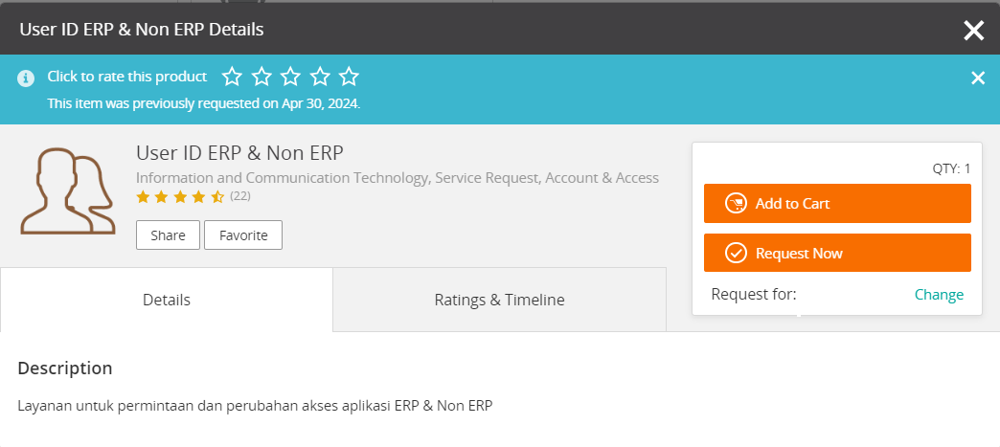 User ID ERP & Non ERP Details
Click to rate this product
This item was previously requested on Apr 30, 2024.
User ID ERP & Non ERP
Information and Communication Technology, Service Request, Account & Access
(22)
Share
Favorite
QTY: 1
Add to Cart
Request Now
Request for:
Change
Details
Ratings & Timeline
Description
Layanan untuk permintaan dan perubahan akses aplikasi ERP & Non ERP